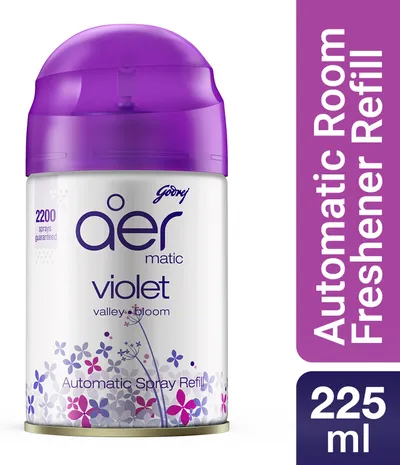 Godrej
aer
matic
2200
sprays
guaranteed
violet
valley bloom
Automatic Spray Refill
Automatic Room
Freshener Refill
225
ml